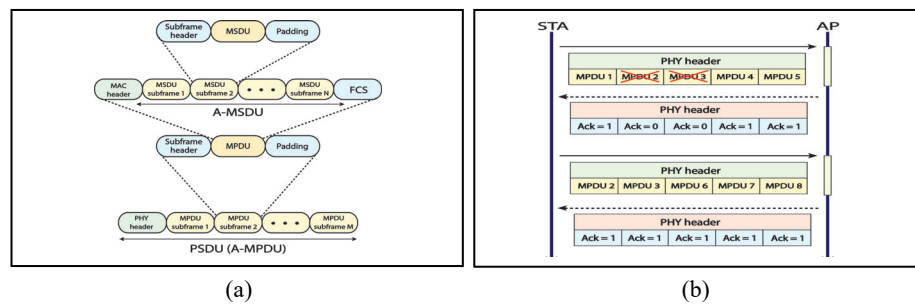 Subframe header MSDU Padding
MAC header MSDU subframe 1 MSDU subframe 2 • • • MSDU subframe N FCS
A-MSDU
Subframe header MPDU Padding
PHY header MPDU subframe 1 MPDU subframe 2 • • • MPDU subframe M
PSDU (A-MPDU)
(a)
STA AP
PHY header
MPDU 1 MPDU 2 MPDU 3 MPDU 4 MPDU 5
PHY header
Ack = 1 Ack = 0 Ack = 0 Ack = 1 Ack = 1
PHY header
MPDU 2 MPDU 3 MPDU 6 MPDU 7 MPDU 8
PHY header
Ack = 1 Ack = 1 Ack = 1 Ack = 1 Ack = 1
(b)